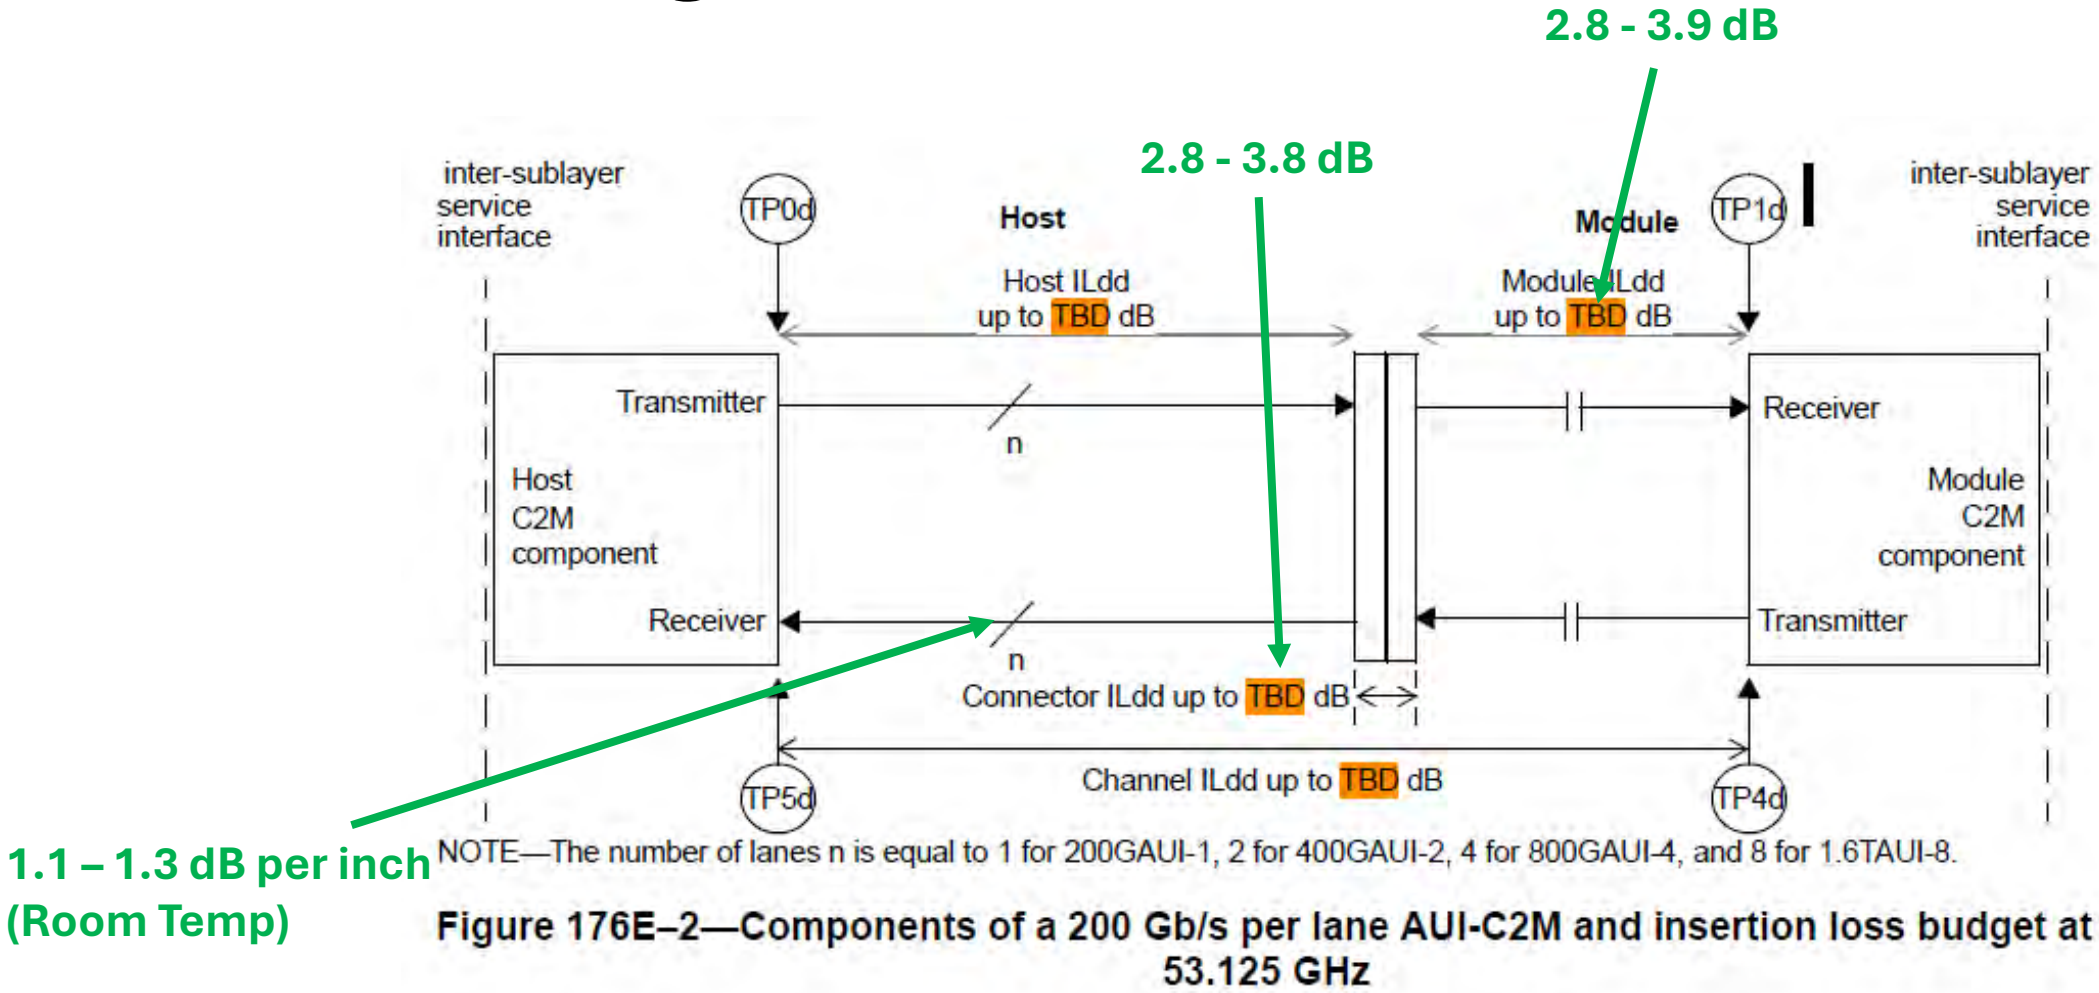 2.8 - 3.9 dB
2.8 - 3.8 dB
inter-sublayer
service
interface
TP0d
Host
Module
TP1d
inter-sublayer
service
interface
Host ILdd
up to TBD dB
Module ILdd
up to TBD dB
Transmitter
n
Receiver
Host
C2M
component
Module
C2M
component
Receiver
n
Transmitter
Connector ILdd up to TBD dB
Channel ILdd up to TBD dB
TP5d
TP4d
1.1 – 1.3 dB per inch
(Room Temp)
NOTE—The number of lanes n is equal to 1 for 200GAUI-1, 2 for 400GAUI-2, 4 for 800GAUI-4, and 8 for 1.6TAUI-8.
Figure 176E–2—Components of a 200 Gb/s per lane AUI-C2M and insertion loss budget at
53.125 GHz